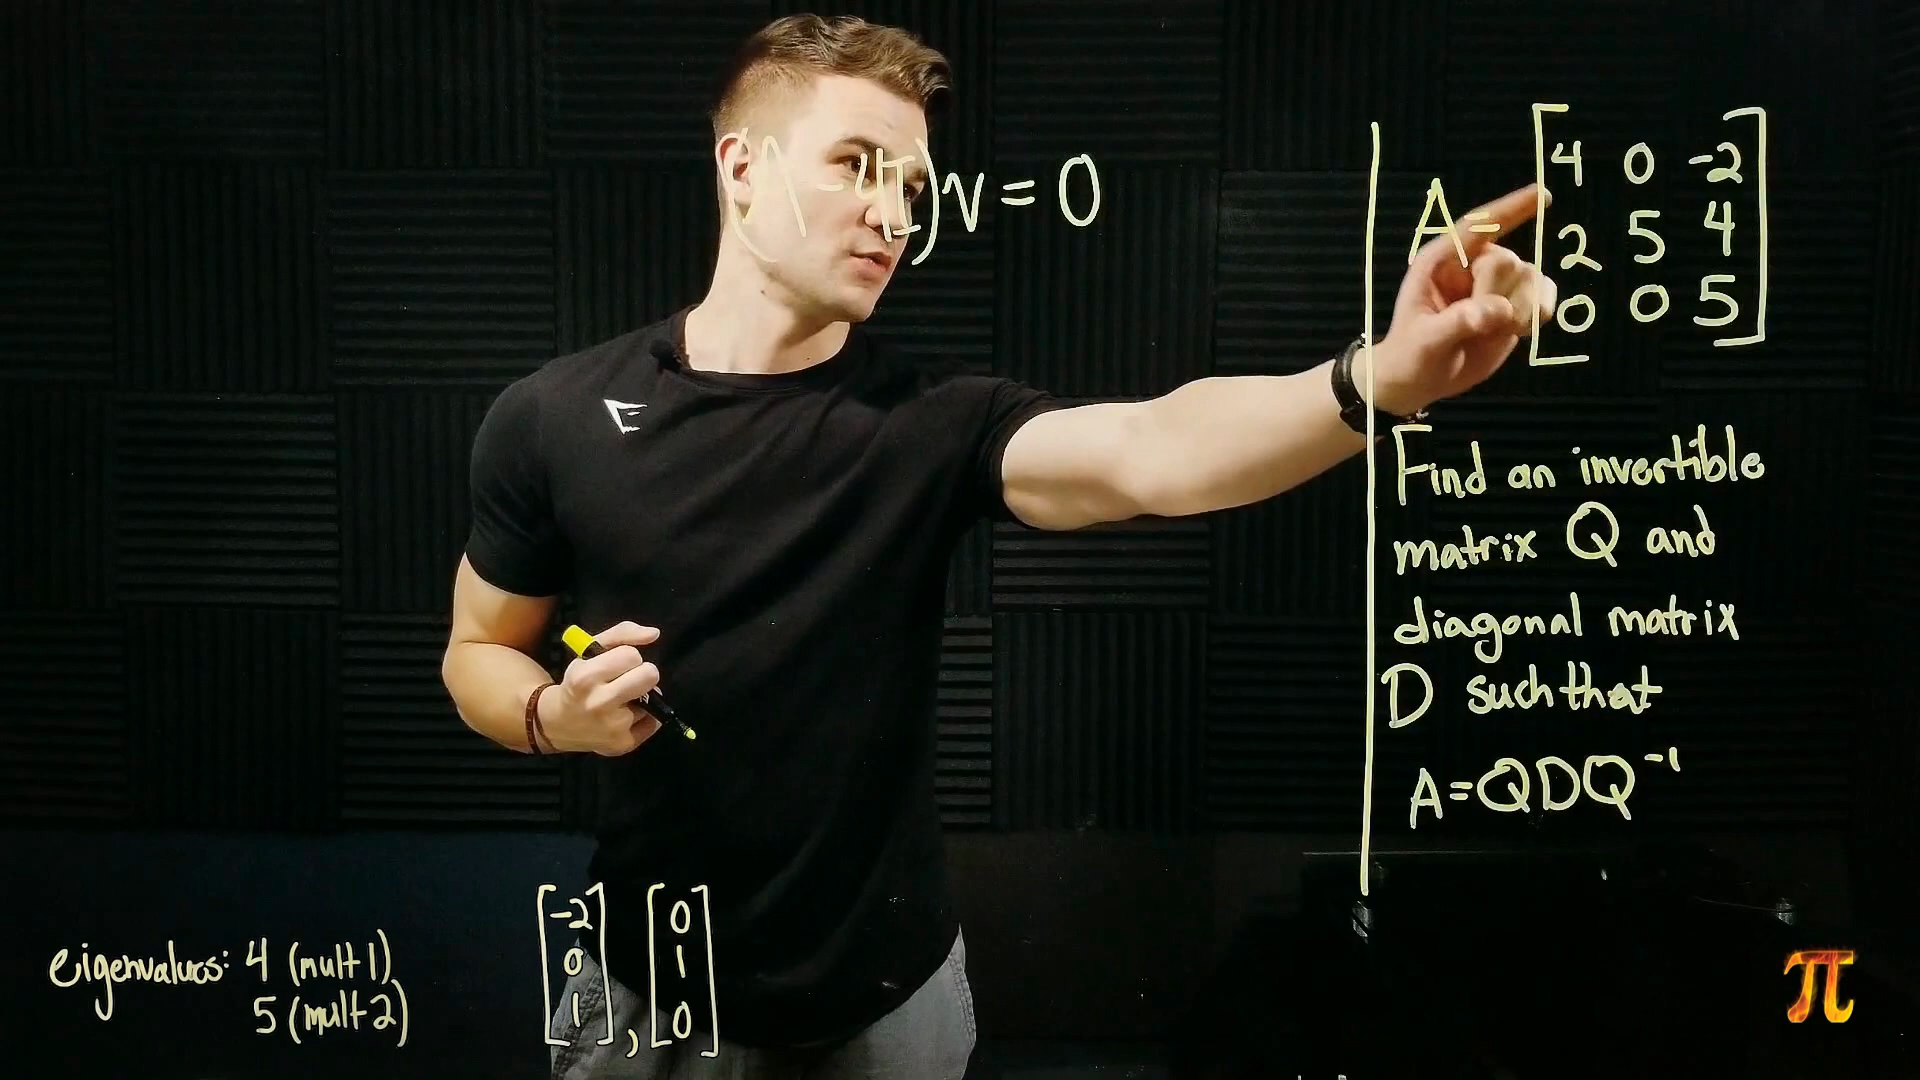 (A-4I)v=0
A= [4 0 -2
2 5 4
0 0 5]
Find an invertible
matrix Q and
diagonal matrix
D such that
A=QDQ⁻¹
eigenvalues: 4 (mult 1)
5 (mult 2)
[-2
0
1] , [0
1
0]
π